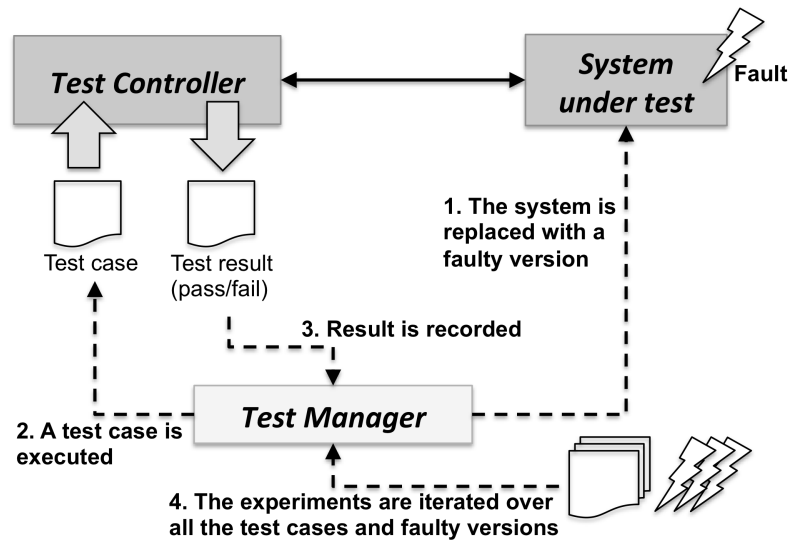 Test Controller
System
under test
Fault
1. The system is
replaced with a
faulty version
Test case
Test result
(pass/fail)
3. Result is recorded
Test Manager
2. A test case is
executed
4. The experiments are iterated over
all the test cases and faulty versions